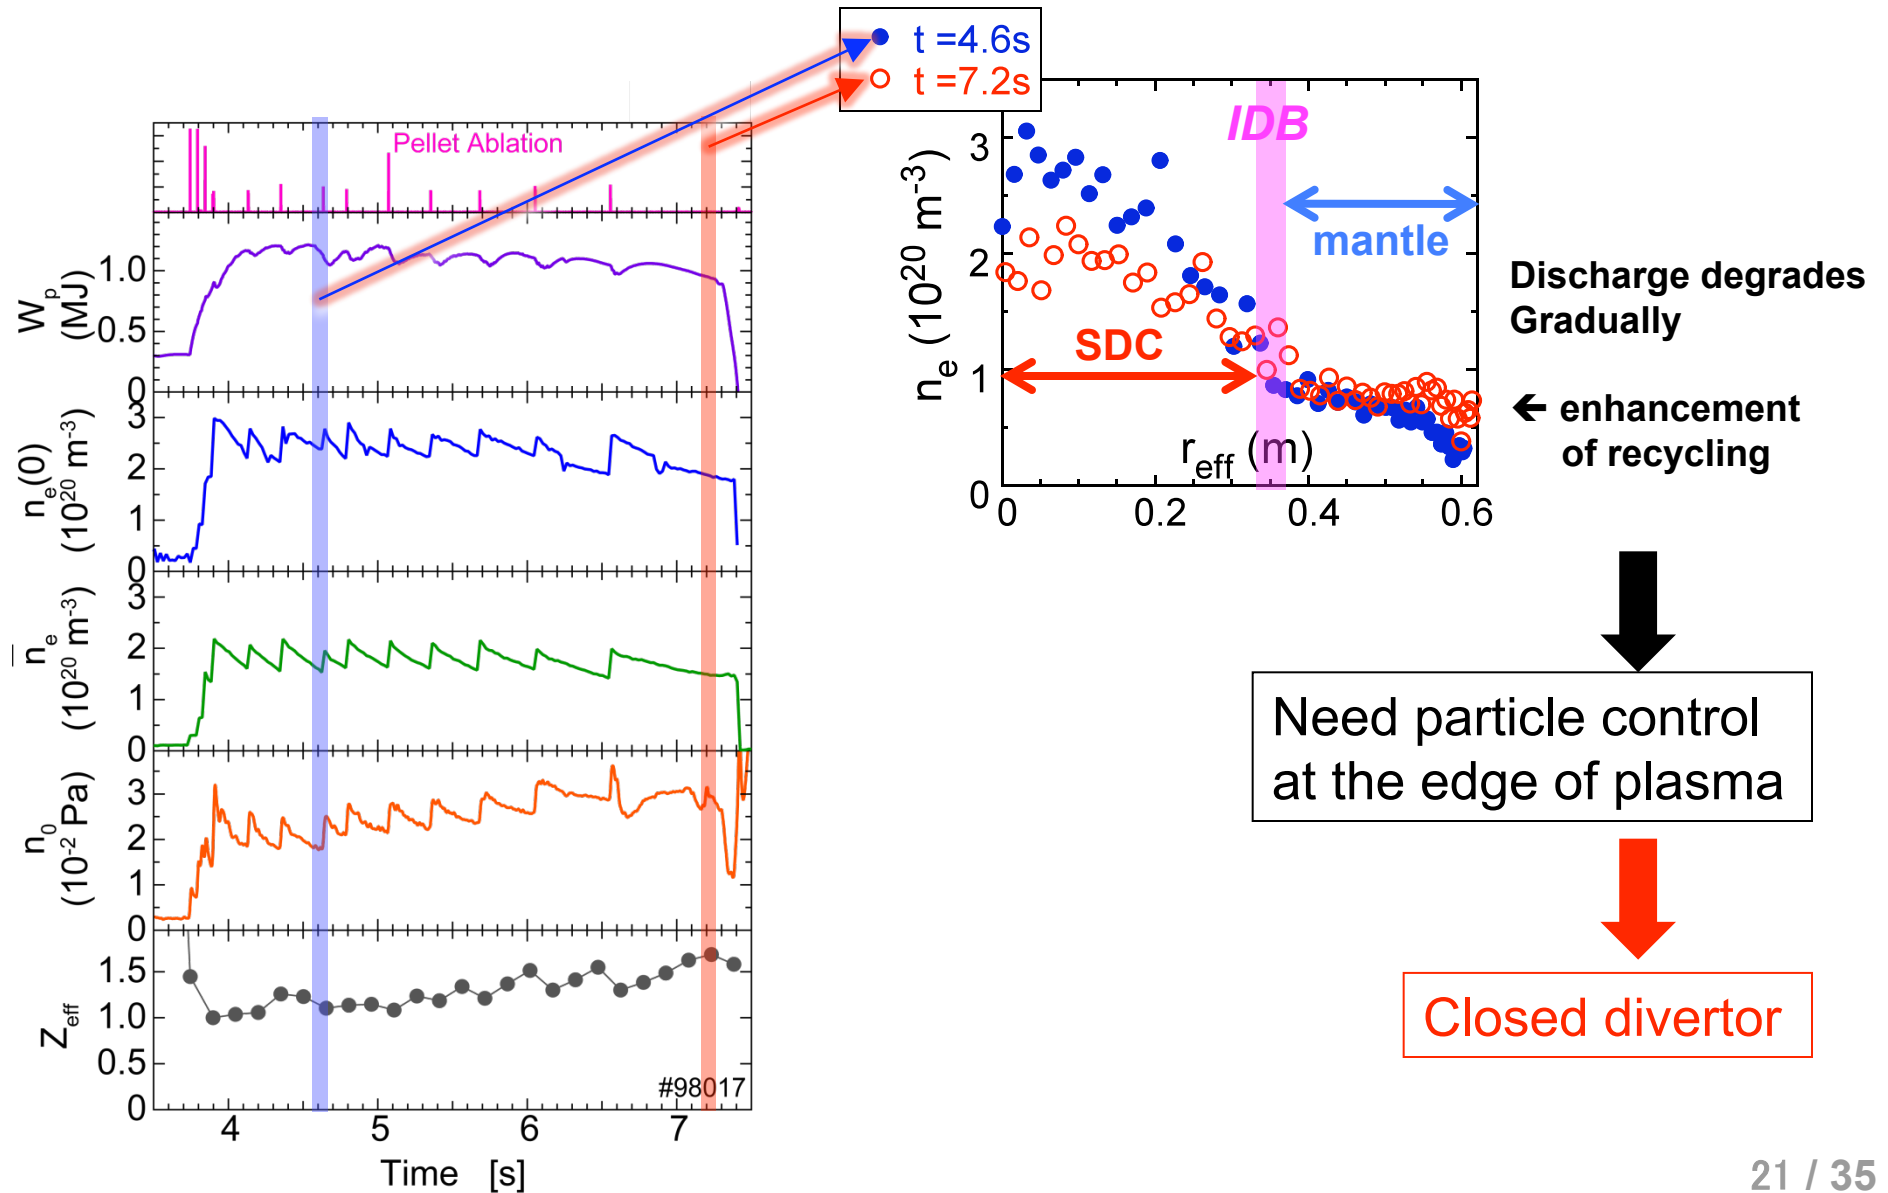 t =4.6s
t =7.2s
Pellet Ablation
W_p
(MJ)
1.0
0.5
0
n_e(0)
(10^20 m^-3)
3
2
1
0
n̅_e
(10^20 m^-3)
3
2
1
0
n_0
(10^-2 Pa)
3
2
1
0
Z_eff
1.5
1.0
0.5
0
#98017
4 5 6 7
Time [s]
IDB
mantle
SDC
n_e (10^20 m^-3)
3
2
1
0
r_eff (m)
0 0.2 0.4 0.6
Discharge degrades
Gradually
← enhancement
of recycling
Need particle control
at the edge of plasma
Closed divertor
21 / 35